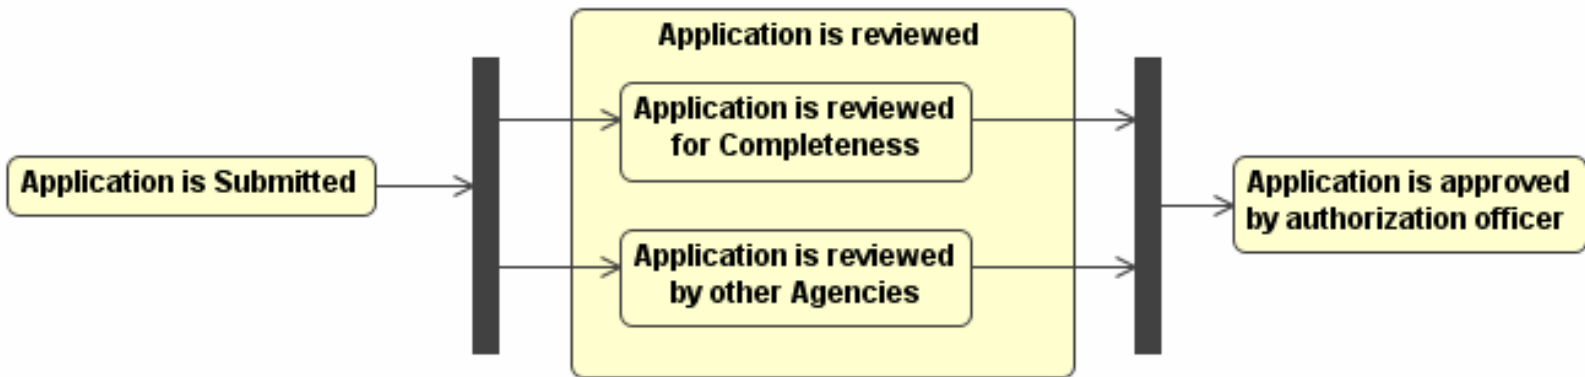 Application is reviewed
Application is reviewed
for Completeness
Application is Submitted
Application is approved
by authorization officer
Application is reviewed
by other Agencies